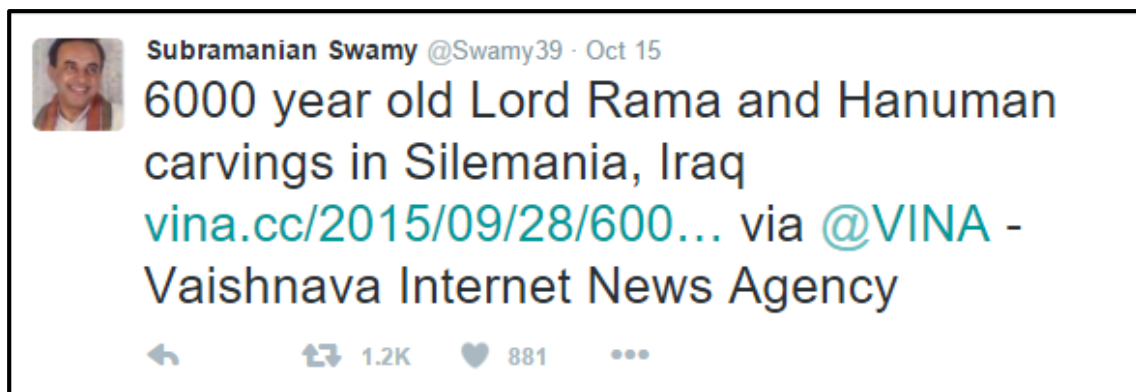 Subramanian Swamy @Swamy39 · Oct 15
6000 year old Lord Rama and Hanuman
carvings in Silemania, Iraq
vina.cc/2015/09/28/600... via @VINA -
Vaishnava Internet News Agency
1.2K 881